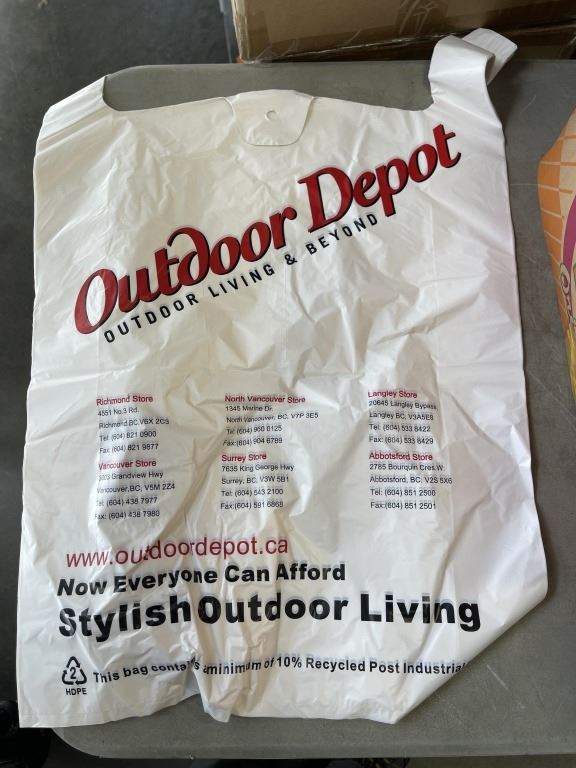 Outdoor Depot
OUTDOOR LIVING & BEYOND
Richmond Store
4551 No.3 Rd.
Richmond,BC,V6X 2C3
Tel: (604) 821 0900
Fax: (604) 821 9877
North Vancouver Store
1345 Marine Dr.
North Vancouver, BC, V7P 3E5
Tel: (604) 960 0125
Fax:(604) 904 6789
Langley Store
20645 Langley Bypass
Langley BC, V3A5E8
Tel: (604) 533 8422
Fax: (604) 533 8429
Vancouver Store
Grandview Hwy
Vancouver,BC, V5M 2Z4
Tel: (604) 438 7977
Fax: (604) 438 7980
Surrey Store
7635 King George Hwy
Surrey, BC, V3W 5B1
Tel: (604) 543 2100
Fax:(604) 591 6868
Abbotsford Store
2785 Bourquin Cres.W.
Abbotsford, BC, V2S 5X6
Tel:(604) 851 2500
Fax:(604) 851 2501
www.outdoordepot.ca
Now Everyone Can Afford
Stylish Outdoor Living
2
HDPE
This bag contains a minimum of 10% Recycled Post Industrial